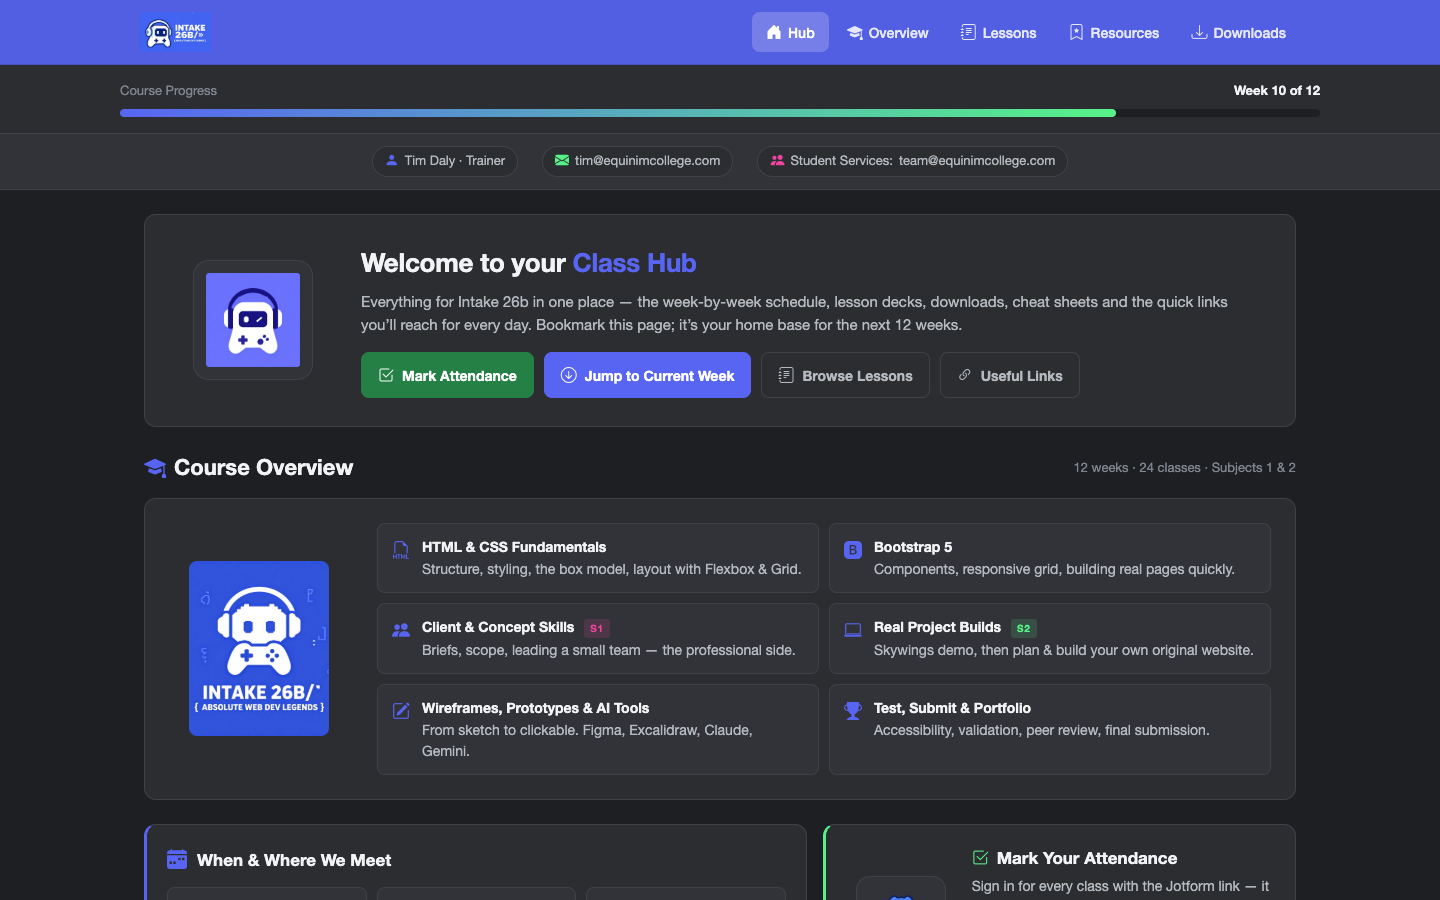 INTAKE
26B/»
Hub
Overview
Lessons
Resources
Downloads
Course Progress
Week 10 of 12
Tim Daly · Trainer
tim@equinimcollege.com
Student Services: team@equinimcollege.com
Welcome to your Class Hub
Everything for Intake 26b in one place — the week-by-week schedule, lesson decks, downloads, cheat sheets and the quick links
you'll reach for every day. Bookmark this page; it's your home base for the next 12 weeks.
Mark Attendance
Jump to Current Week
Browse Lessons
Useful Links
Course Overview
12 weeks · 24 classes · Subjects 1 & 2
INTAKE 26B/
{ ABSOLUTE WEB DEV LEGENDS }
HTML
HTML & CSS Fundamentals
Structure, styling, the box model, layout with Flexbox & Grid.
B
Bootstrap 5
Components, responsive grid, building real pages quickly.
Client & Concept Skills S1
Briefs, scope, leading a small team — the professional side.
Real Project Builds S2
Skywings demo, then plan & build your own original website.
Wireframes, Prototypes & AI Tools
From sketch to clickable. Figma, Excalidraw, Claude,
Gemini.
Test, Submit & Portfolio
Accessibility, validation, peer review, final submission.
When & Where We Meet
Mark Your Attendance
Sign in for every class with the Jotform link — it